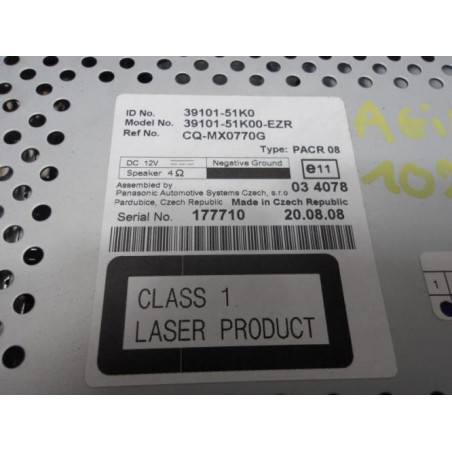 ID No. 39101-51K0
Model No. 39101-51K00-EZR
Ref No. CQ-MX0770G
Type: PACR 08
DC 12V Negative Ground
Speaker 4Ω
e11
03 4078
Assembled by
Panasonic Automotive Systems Czech, s.r.o
Pardubice, Czech Republic Made in Czech Republic
Serial No. 177710 20.08.08
CLASS 1
LASER PRODUCT
1